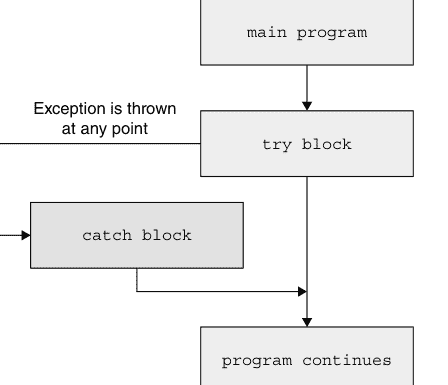 main program
Exception is thrown
at any point
try block
catch block
program continues